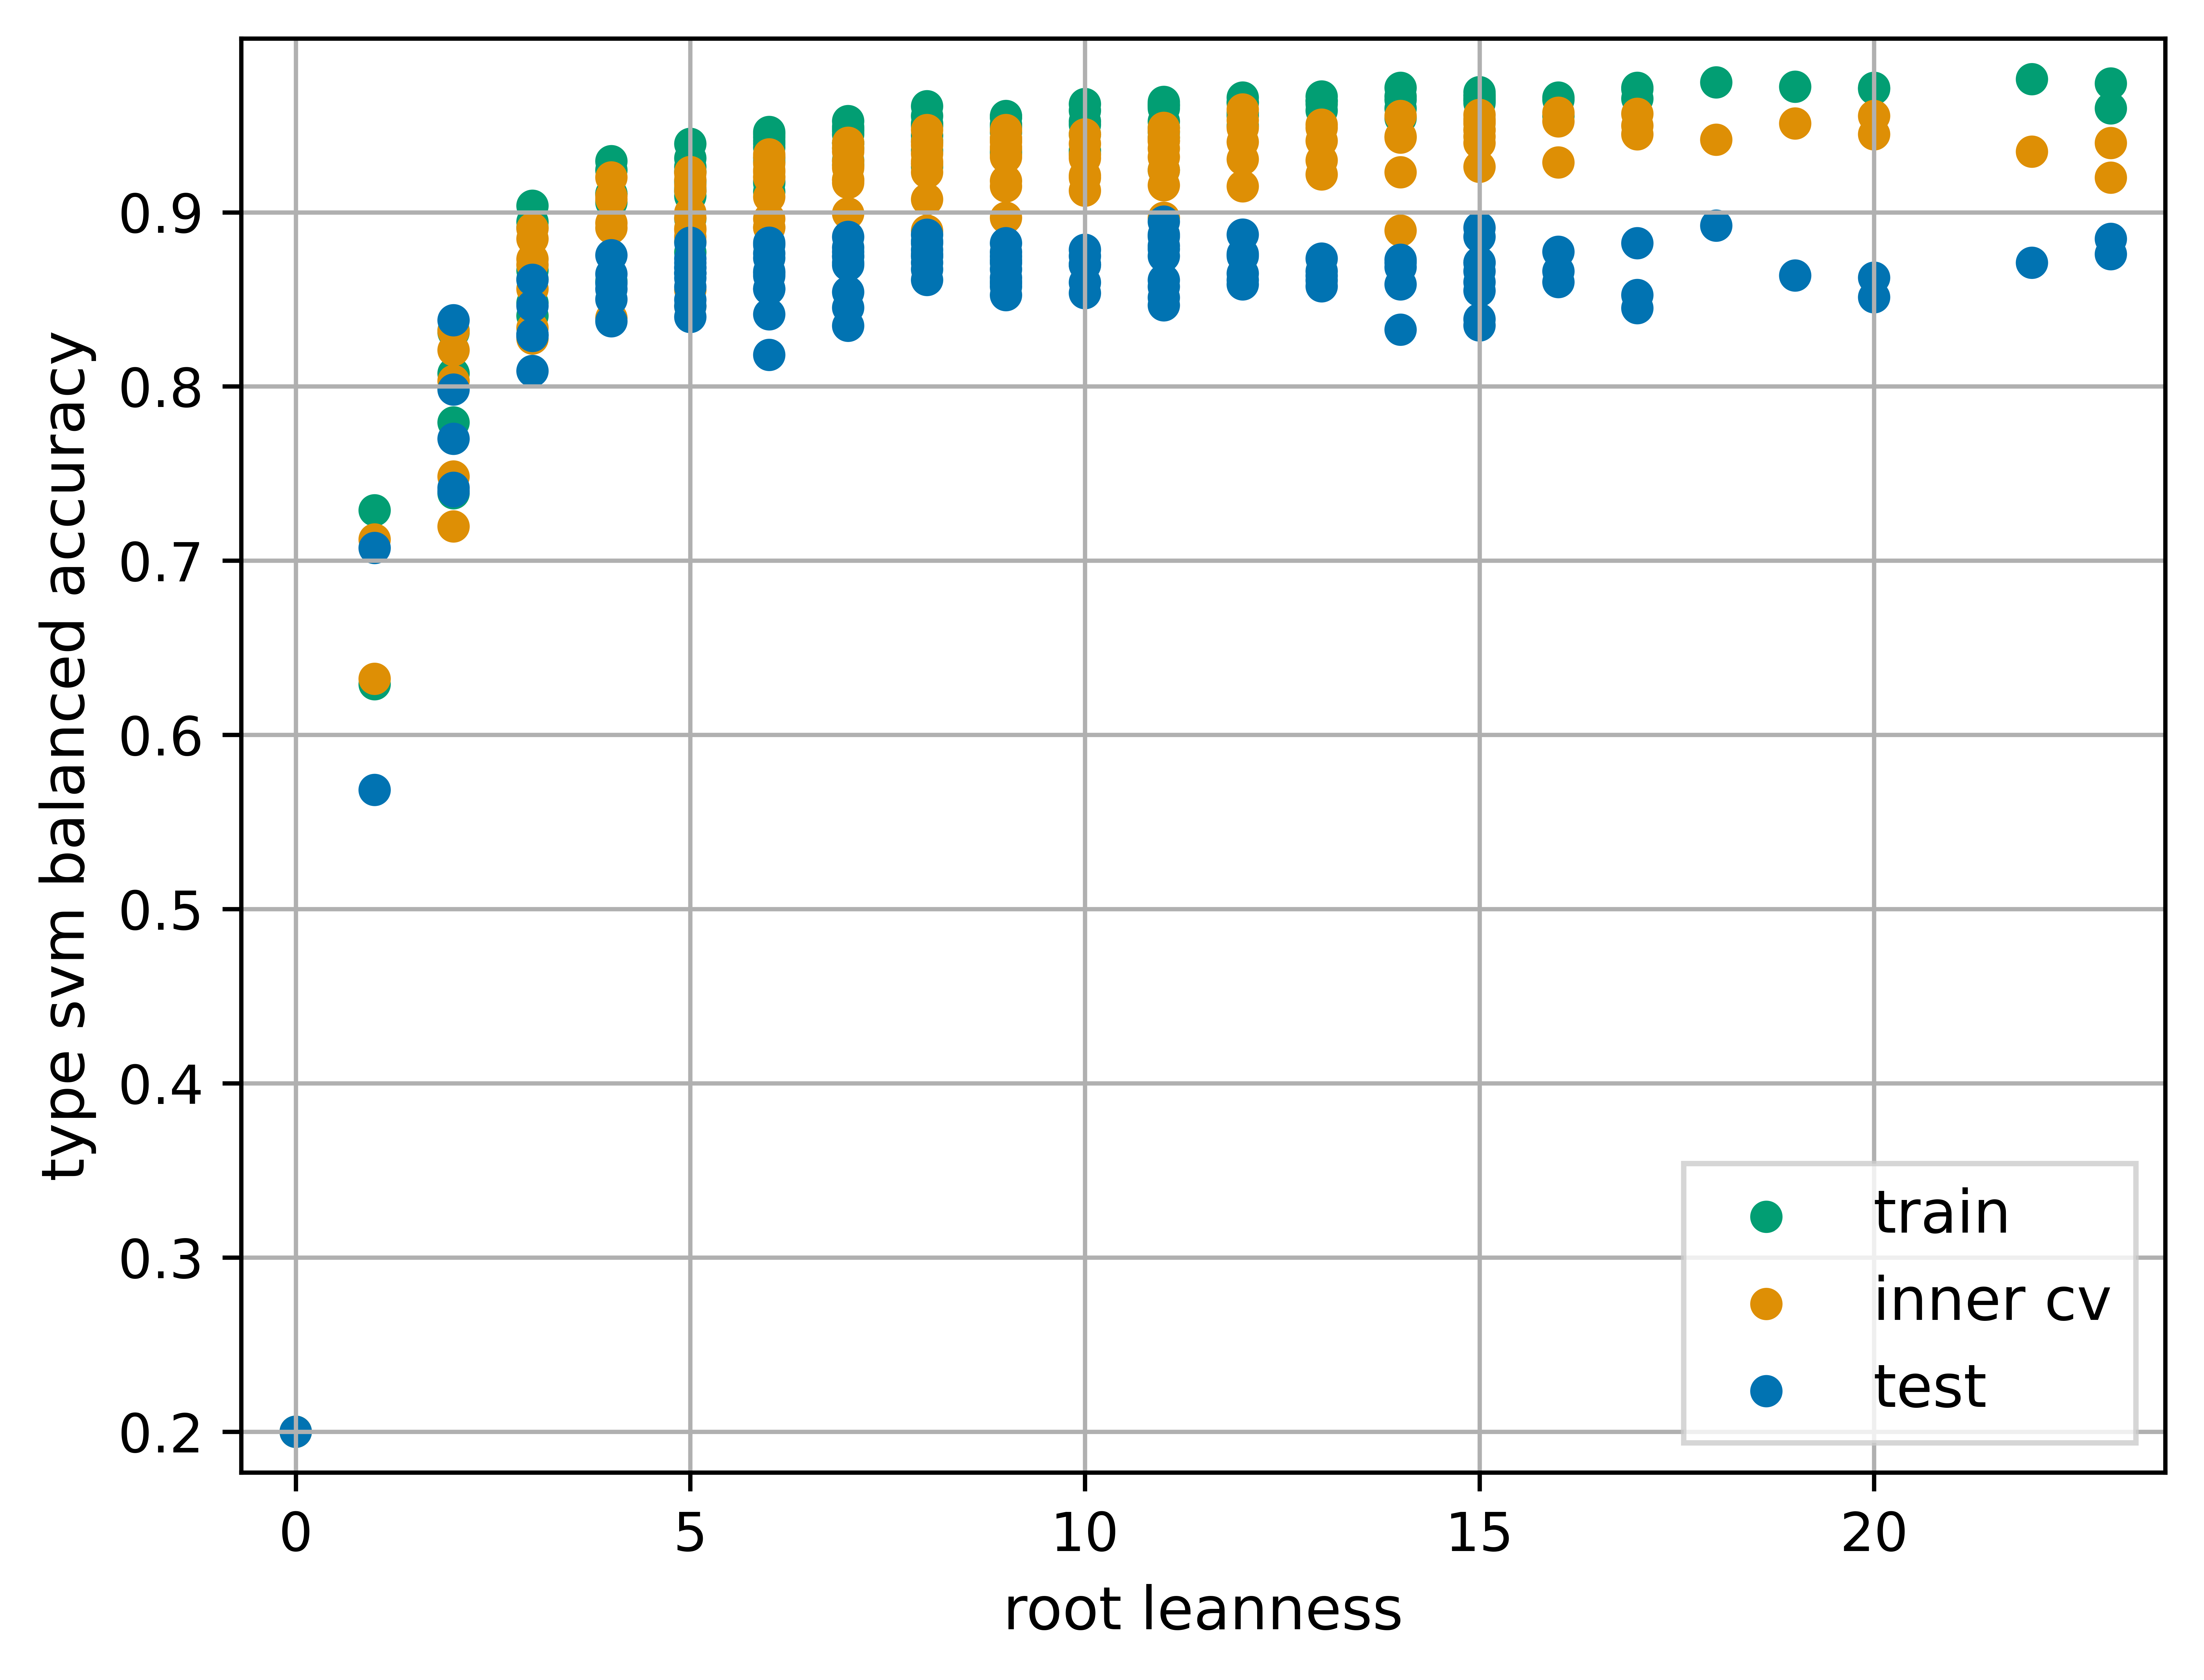 type svm balanced accuracy
0.9
0.8
0.7
0.6
0.5
0.4
0.3
0.2
0 5 10 15 20
root leanness
train
inner cv
test